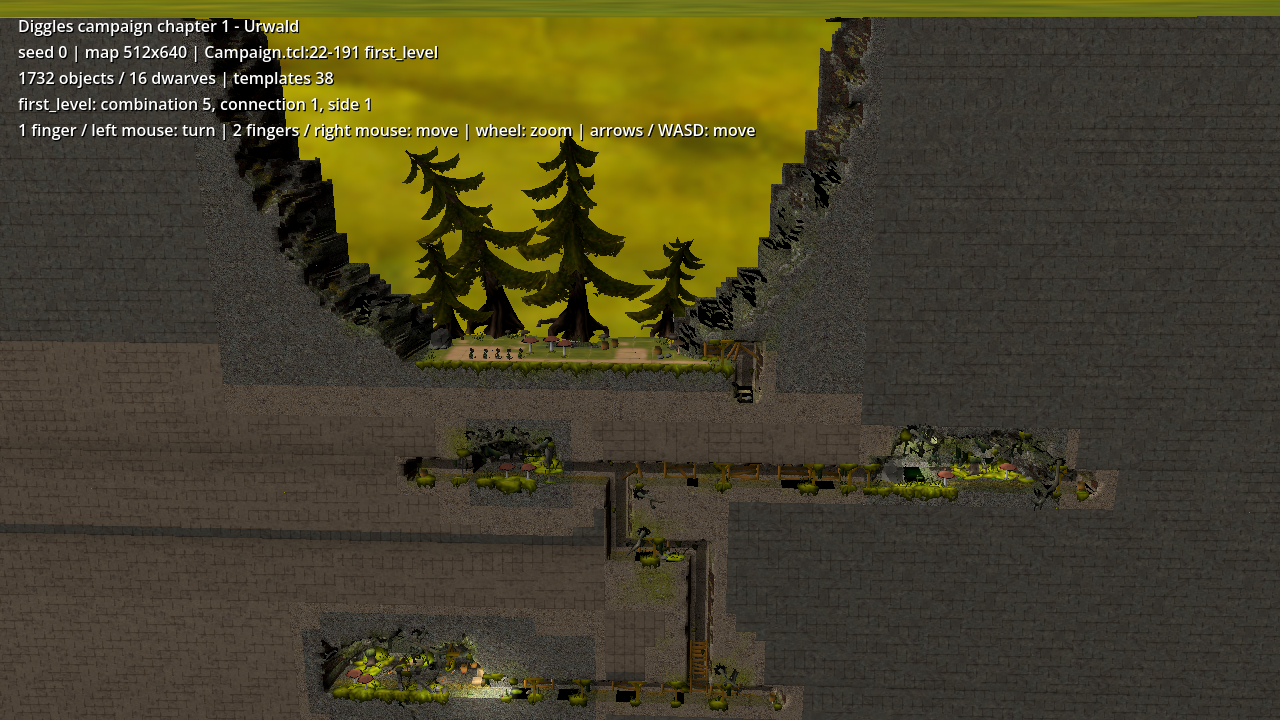 Diggles campaign chapter 1 - Urwald
seed 0 | map 512x640 | Campaign.tcl:22-191 first_level
1732 objects / 16 dwarves | templates 38
first_level: combination 5, connection 1, side 1
1 finger / left mouse: turn | 2 fingers / right mouse: move | wheel: zoom | arrows / WASD: move